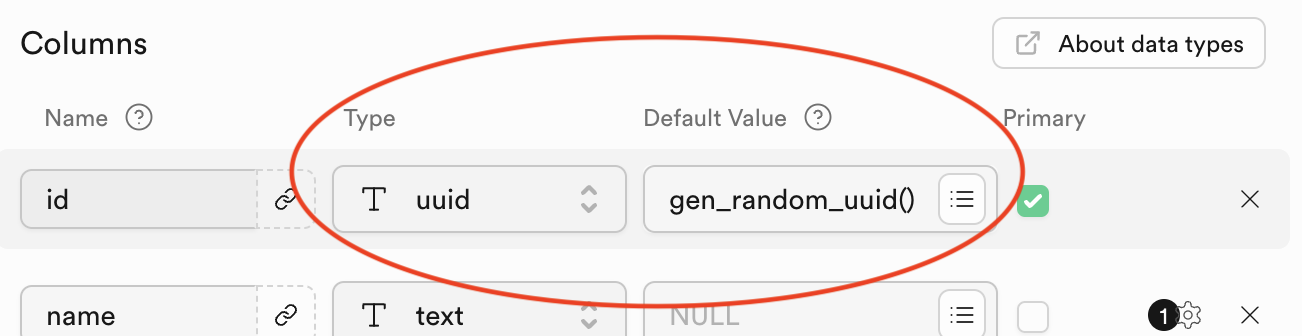 Columns
About data types
Name ? Type Default Value ? Primary
id uuid gen_random_uuid()
name text NULL 1